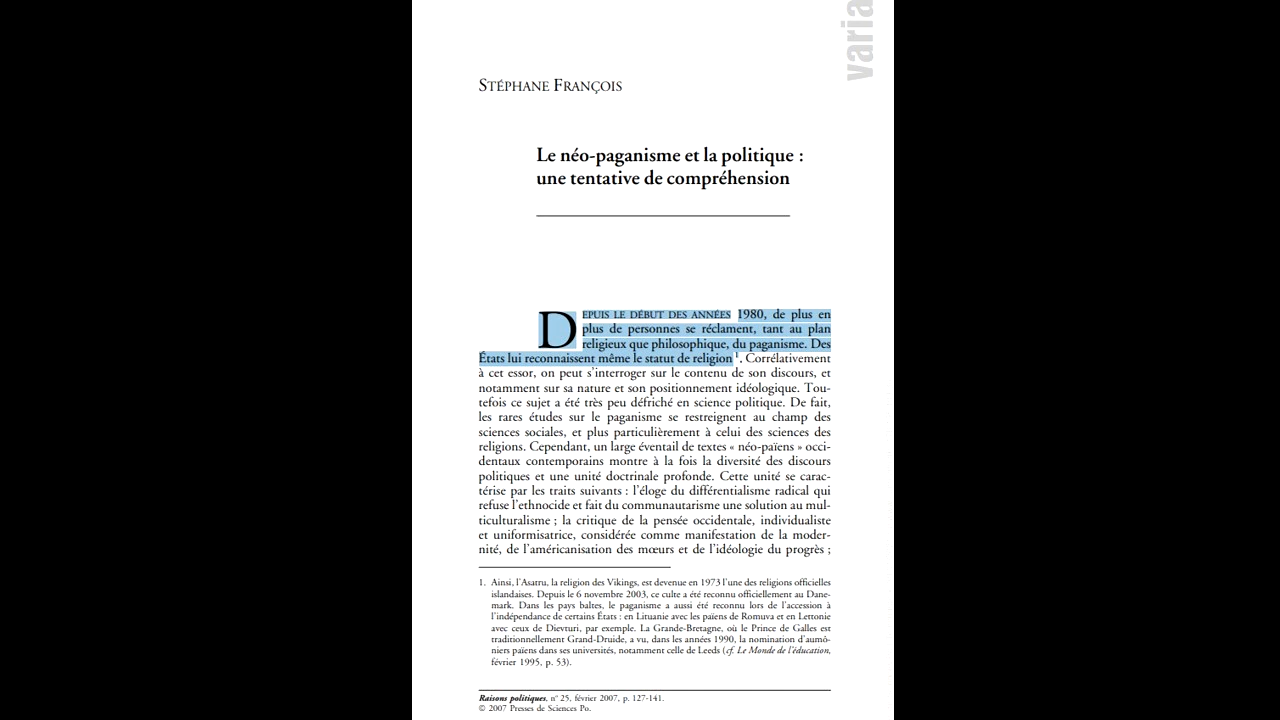 varia
STÉPHANE FRANÇOIS
Le néo-paganisme et la politique :
une tentative de compréhension
DEPUIS LE DÉBUT DES ANNÉES 1980, de plus en
plus de personnes se réclament, tant au plan
religieux que philosophique, du paganisme. Des
États lui reconnaissent même le statut de religion 1. Corrélativement
à cet essor, on peut s'interroger sur le contenu de son discours, et
notamment sur sa nature et son positionnement idéologique. Tou-
tefois ce sujet a été très peu défriché en science politique. De fait,
les rares études sur le paganisme se restreignent au champ des
sciences sociales, et plus particulièrement à celui des sciences des
religions. Cependant, un large éventail de textes « néo-païens » occi-
dentaux contemporains montre à la fois la diversité des discours
politiques et une unité doctrinale profonde. Cette unité se carac-
térise par les traits suivants : l'éloge du différentialisme radical qui
refuse l'ethnocide et fait du communautarisme une solution au mul-
ticulturalisme ; la critique de la pensée occidentale, individualiste
et uniformisatrice, considérée comme manifestation de la moder-
nité, de l'américanisation des mœurs et de l'idéologie du progrès ;
1. Ainsi, l'Asatru, la religion des Vikings, est devenue en 1973 l'une des religions officielles
islandaises. Depuis le 6 novembre 2003, ce culte a été reconnu officiellement au Dane-
mark. Dans les pays baltes, le paganisme a aussi été reconnu lors de l'accession à
l'indépendance de certains États : en Lituanie avec les païens de Romuva et en Lettonie
avec ceux de Dievturi, par exemple. La Grande-Bretagne, où le Prince de Galles est
traditionnellement Grand-Druide, a vu, dans les années 1990, la nomination d'aumô-
niers païens dans ses universités, notamment celle de Leeds (cf. Le Monde de l'éducation,
février 1995, p. 53).
Raisons politiques, n° 25, février 2007, p. 127-141.
© 2007 Presses de Sciences Po.